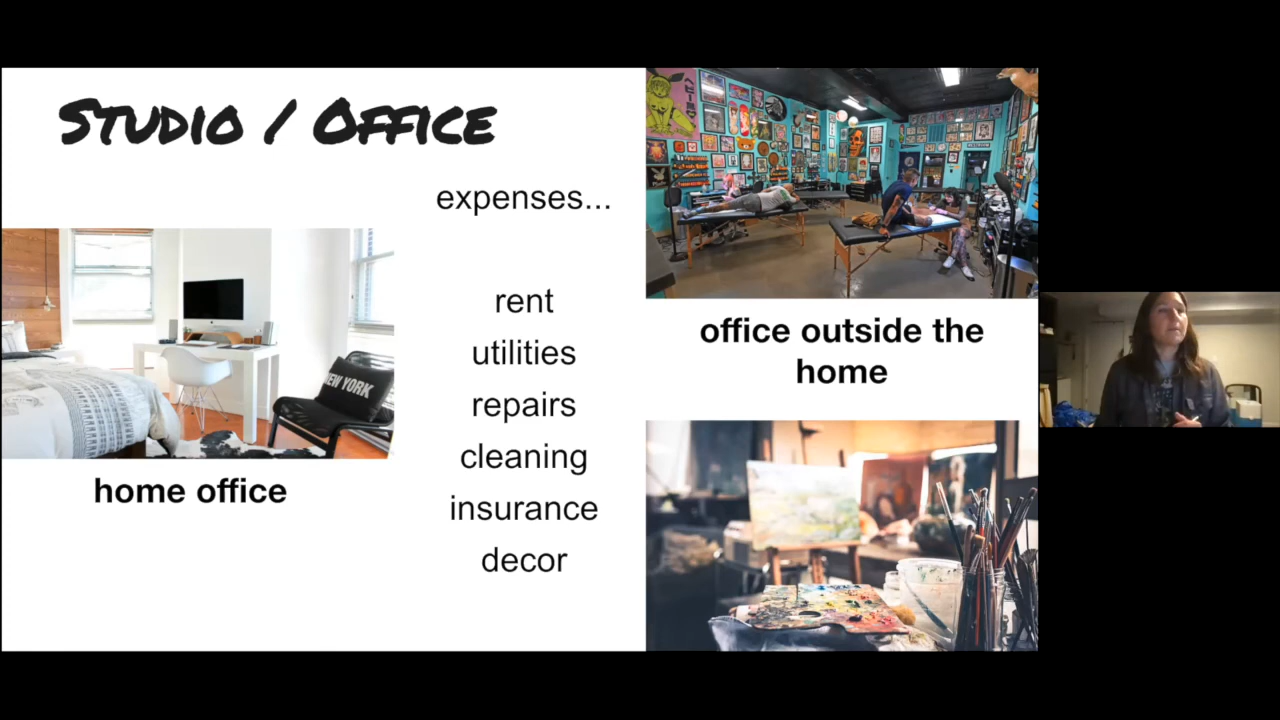 STUDIO / OFFICE
expenses...
rent
utilities
repairs
cleaning
insurance
decor
NEW YORK
home office
office outside the
home